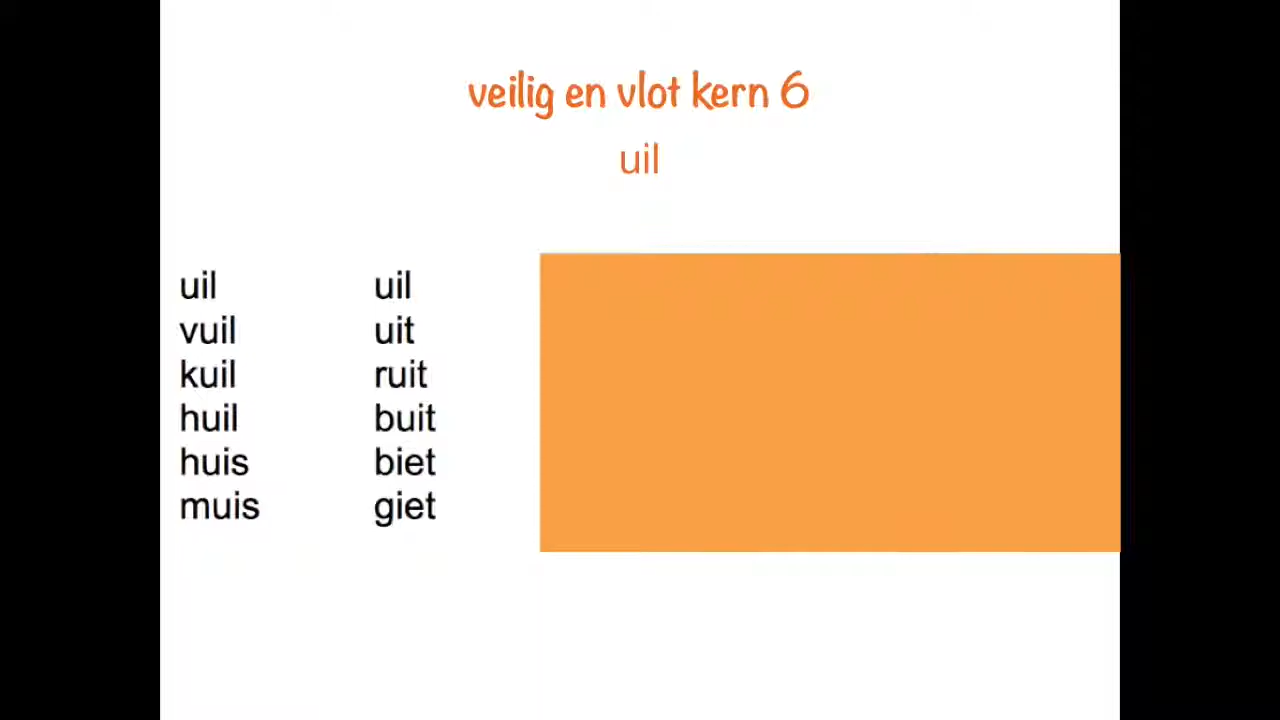 veilig en vlot kern 6
uil
uil uil
vuil uit
kuil ruit
huil buit
huis biet
muis giet